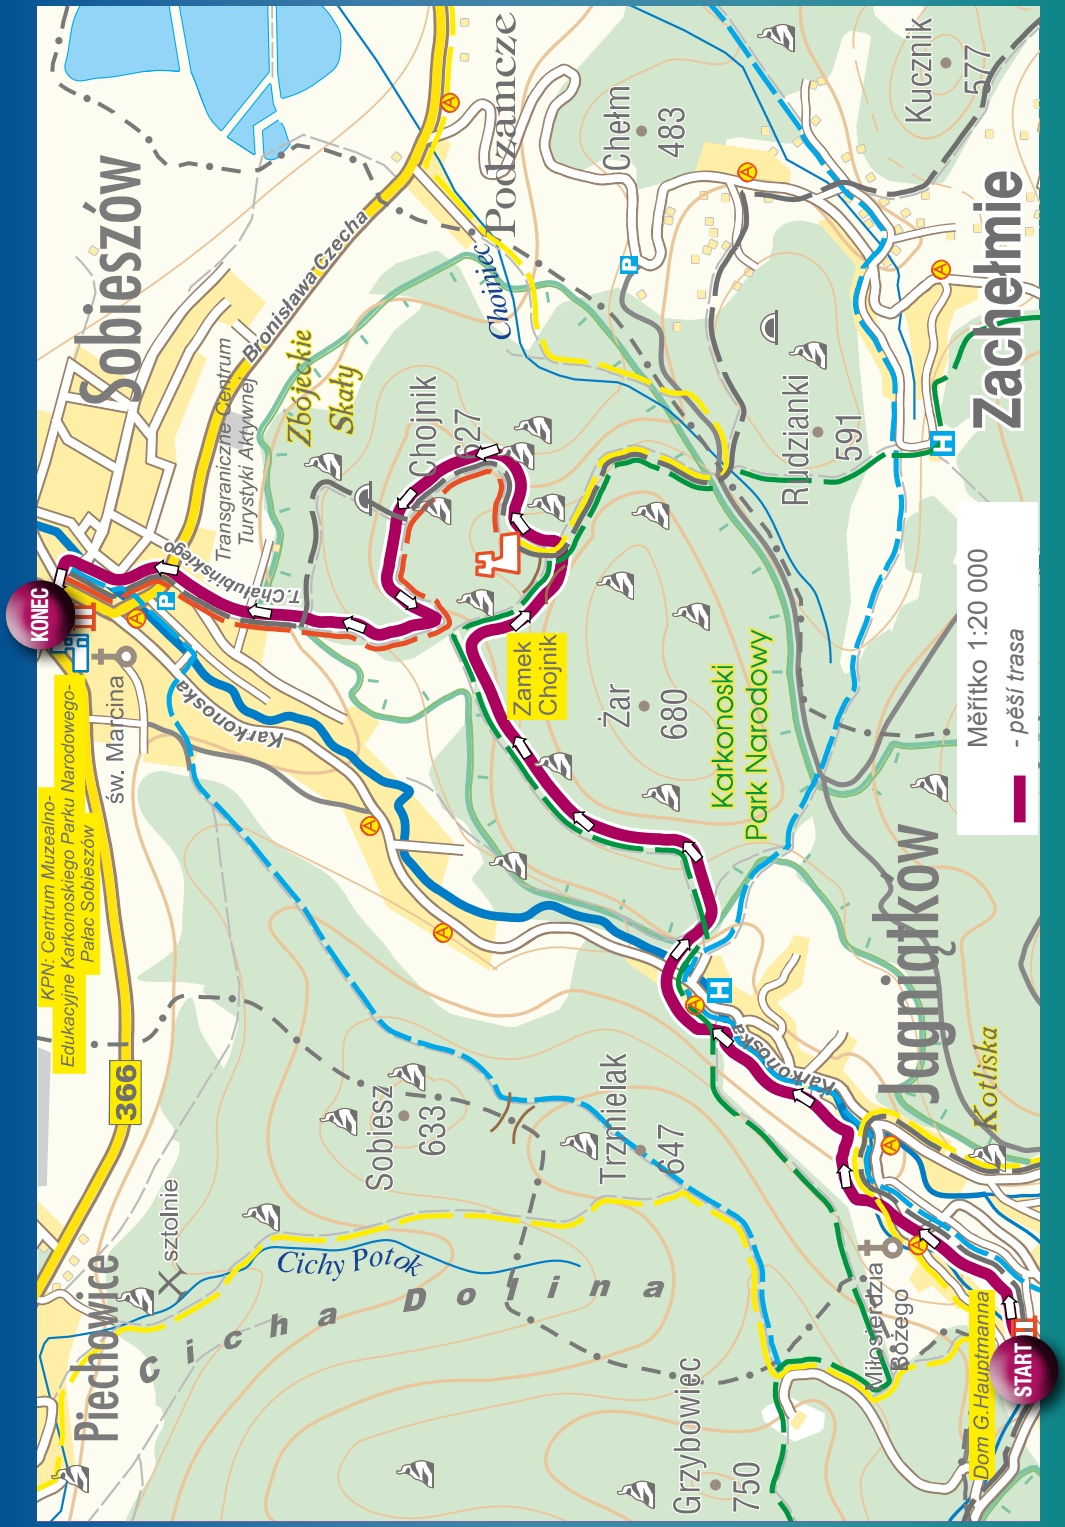 KONEC
START
Sobieszów
Piechowice
Jagniątków
Zachełmie
Podzamcze
KPN: Centrum Muzealno-
Edukacyjne Karkonoskiego Parku Narodowego-
Pałac Sobieszów
św. Marcina
366
sztolnie
Transgraniczne Centrum
Turystyki Aktywnej
Bronisława Czecha
T.Chałubińskiego
Karkonoska
Karkonoska
Zbójeckie
Skały
Chojnik
627
Choiniec
Zamek
Chojnik
Żar
680
Karkonoski
Park Narodowy
Chełm
483
Kucznik
577
Rudzianki
591
Sobiesz
633
Trzmielak
647
Cichy Potok
Cicha Dolina
Grzybowiec
750
Miłosierdzia
Bożego
Kotliska
Dom G.Hauptmanna
P
P
H
H
A
A
A
A
A
A
A
A
A
Měřítko 1:20 000
- pěší trasa